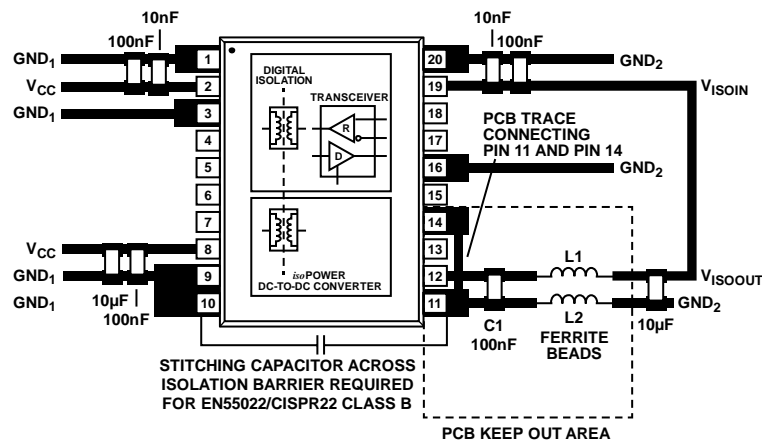 10nF
100nF
GND1
VCC
GND1
1
2
3
4
5
6
7
8
9
10
VCC
GND1
GND1
10µF
100nF
DIGITAL
ISOLATION
TRANSCEIVER
R
D
isoPOWER
DC-TO-DC CONVERTER
20
19
18
17
16
15
14
13
12
11
10nF
100nF
GND2
VISOIN
PCB TRACE
CONNECTING
PIN 11 AND PIN 14
GND2
L1
VISOOUT
GND2
L2
C1
100nF
FERRITE
BEADS
10µF
STITCHING CAPACITOR ACROSS
ISOLATION BARRIER REQUIRED
FOR EN55022/CISPR22 CLASS B
PCB KEEP OUT AREA